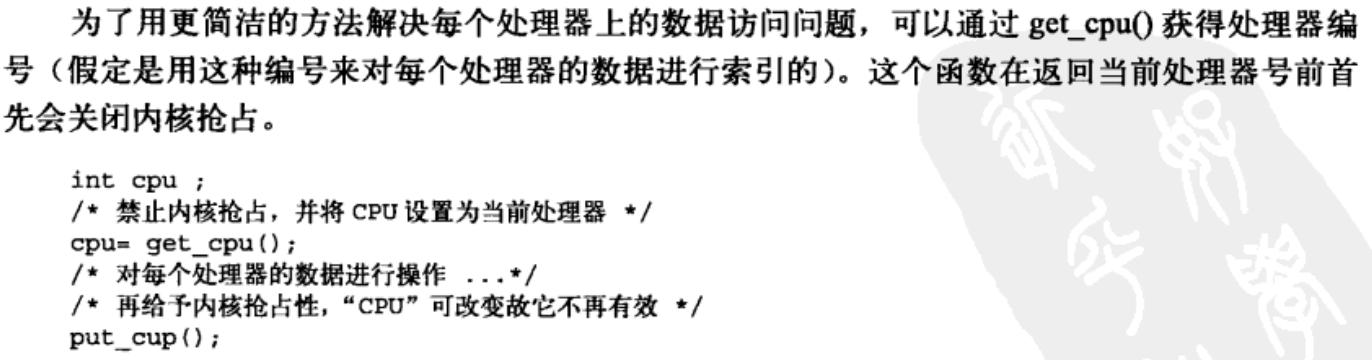 为了用更简洁的方法解决每个处理器上的数据访问问题，可以通过 get_cpu() 获得处理器编
号（假定是用这种编号来对每个处理器的数据进行索引的）。这个函数在返回当前处理器号前首
先会关闭内核抢占。
int cpu ;
/* 禁止内核抢占，并将 CPU 设置为当前处理器 */
cpu= get_cpu();
/* 对每个处理器的数据进行操作 ...*/
/* 再给予内核抢占性，“CPU”可改变故它不再有效 */
put_cup();